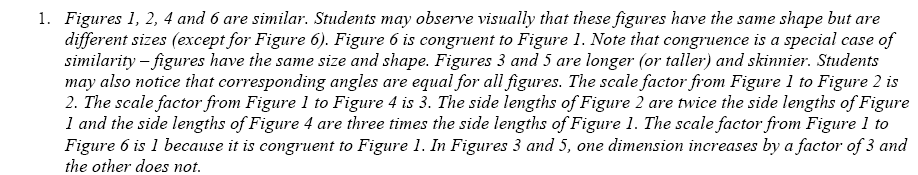 1. Figures 1, 2, 4 and 6 are similar. Students may observe visually that these figures have the same shape but are
different sizes (except for Figure 6). Figure 6 is congruent to Figure 1. Note that congruence is a special case of
similarity – figures have the same size and shape. Figures 3 and 5 are longer (or taller) and skinnier. Students
may also notice that corresponding angles are equal for all figures. The scale factor from Figure 1 to Figure 2 is
2. The scale factor from Figure 1 to Figure 4 is 3. The side lengths of Figure 2 are twice the side lengths of Figure
1 and the side lengths of Figure 4 are three times the side lengths of Figure 1. The scale factor from Figure 1 to
Figure 6 is 1 because it is congruent to Figure 1. In Figures 3 and 5, one dimension increases by a factor of 3 and
the other does not.